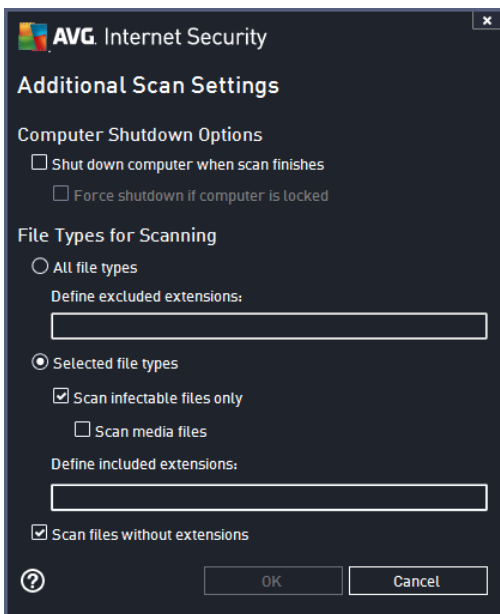 AVG. Internet Security
x
Additional Scan Settings
Computer Shutdown Options
Shut down computer when scan finishes
Force shutdown if computer is locked
File Types for Scanning
All file types
Define excluded extensions:
Selected file types
Scan infectable files only
Scan media files
Define included extensions:
Scan files without extensions
?
OK
Cancel